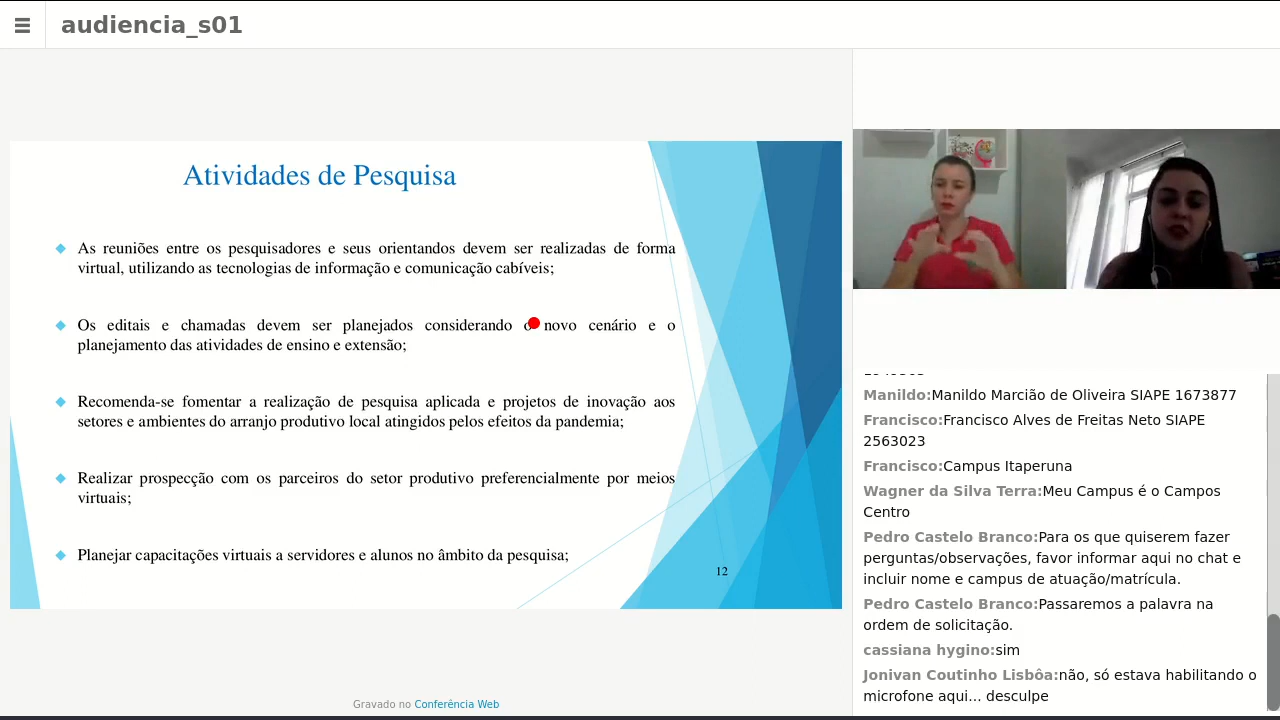 audiencia_s01
Atividades de Pesquisa
As reuniões entre os pesquisadores e seus orientandos devem ser realizadas de forma
virtual, utilizando as tecnologias de informação e comunicação cabíveis;
Os editais e chamadas devem ser planejados considerando o novo cenário e o
planejamento das atividades de ensino e extensão;
Recomenda-se fomentar a realização de pesquisa aplicada e projetos de inovação aos
setores e ambientes do arranjo produtivo local atingidos pelos efeitos da pandemia;
Realizar prospecção com os parceiros do setor produtivo preferencialmente por meios
virtuais;
Planejar capacitações virtuais a servidores e alunos no âmbito da pesquisa;
12
Gravado no Conferência Web
Manildo:Manildo Marcião de Oliveira SIAPE 1673877
Francisco:Francisco Alves de Freitas Neto SIAPE
2563023
Francisco:Campus Itaperuna
Wagner da Silva Terra:Meu Campus é o Campos
Centro
Pedro Castelo Branco:Para os que quiserem fazer
perguntas/observações, favor informar aqui no chat e
incluir nome e campus de atuação/matrícula.
Pedro Castelo Branco:Passaremos a palavra na
ordem de solicitação.
cassiana hygino:sim
Jonivan Coutinho Lisbôa:não, só estava habilitando o
microfone aqui... desculpe